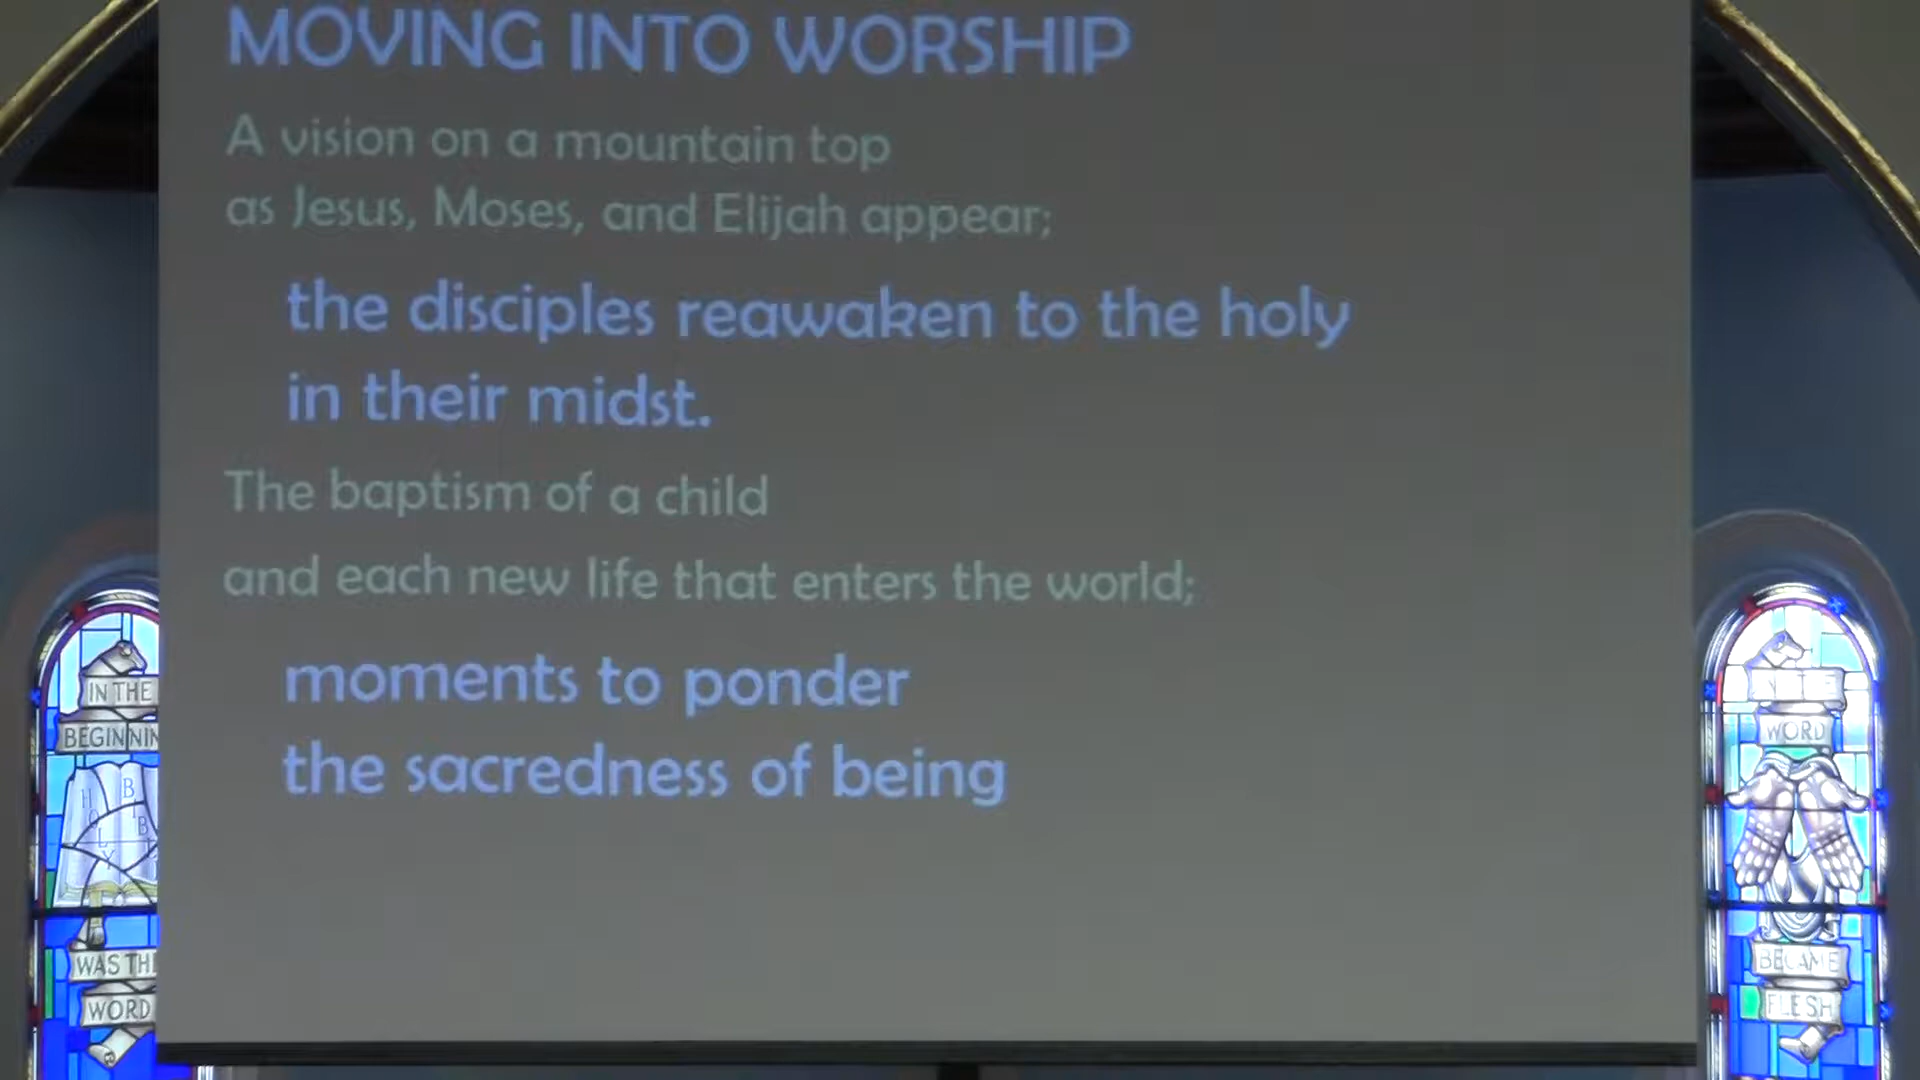 MOVING INTO WORSHIP
A vision on a mountain top
as Jesus, Moses, and Elijah appear;
the disciples reawaken to the holy
in their midst.
The baptism of a child
and each new life that enters the world;
moments to ponder
the sacredness of being
IN THE
BEGINNIN
HOLY
BIB
WAS TH
WORD
WORD
BECAME
FLESH